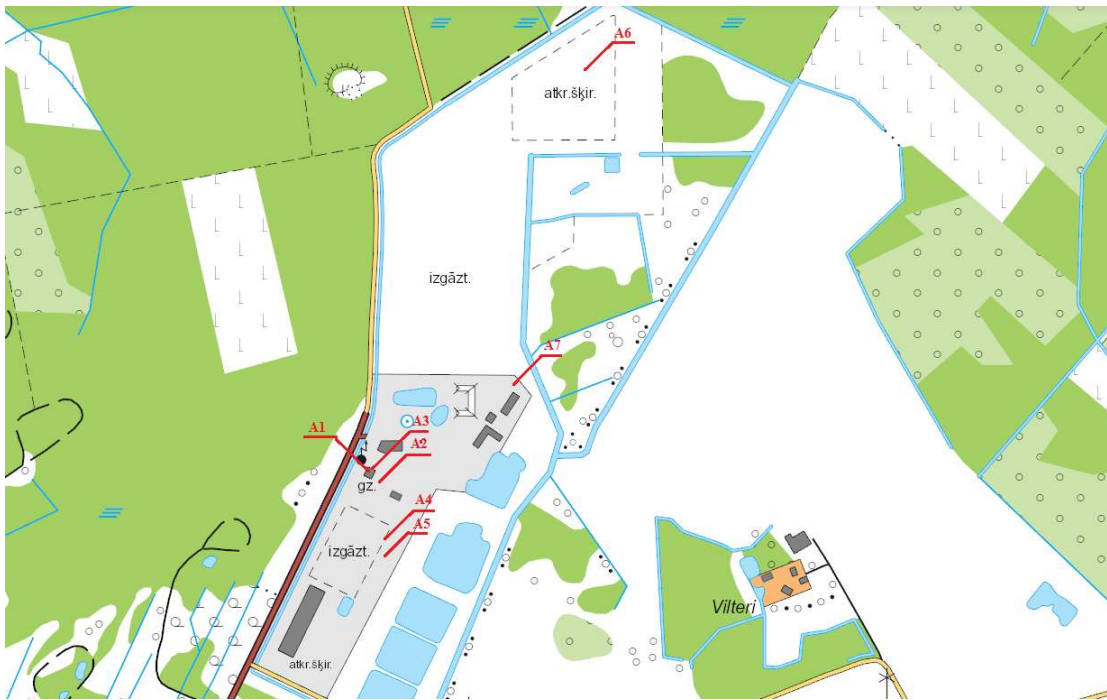 A6
atkr.šķir.
izgāzt.
A7
A1
A3
A2
gz.
A4
A5
izgāzt.
Vilteri
atkr.šķir.